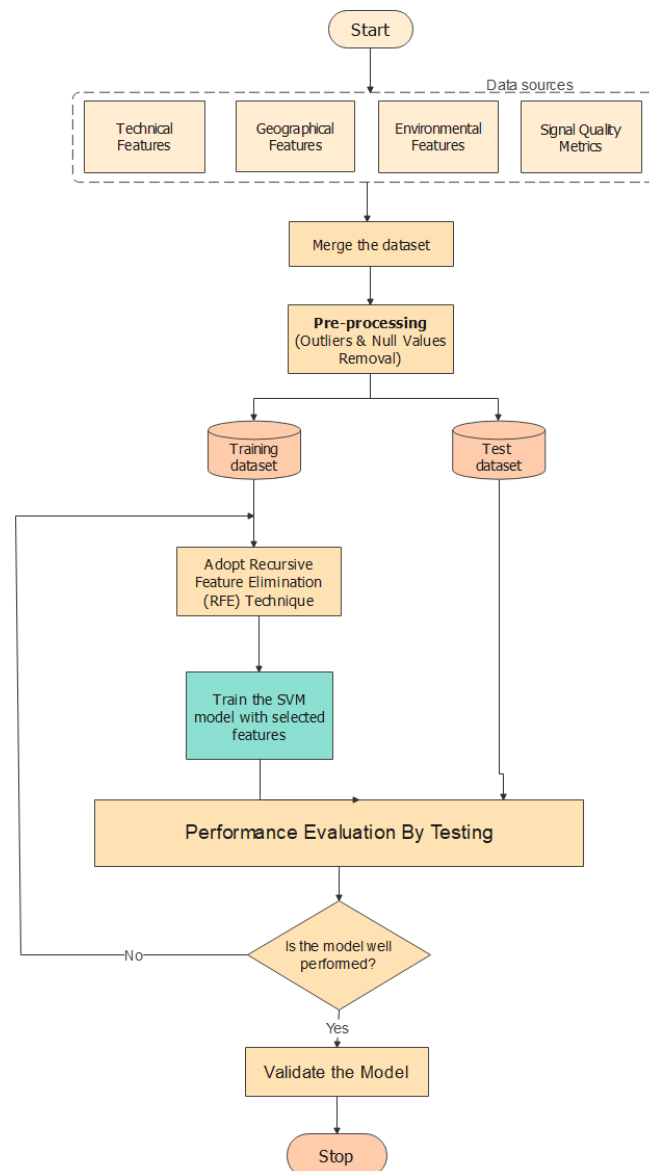 Start
Data sources
Technical
Features
Geographical
Features
Environmental
Features
Signal Quality
Metrics
Merge the dataset
Pre-processing
(Outliers & Null Values
Removal)
Training
dataset
Test
dataset
Adopt Recursive
Feature Elimination
(RFE) Technique
Train the SVM
model with selected
features
Performance Evaluation By Testing
Is the model well
performed?
No
Yes
Validate the Model
Stop